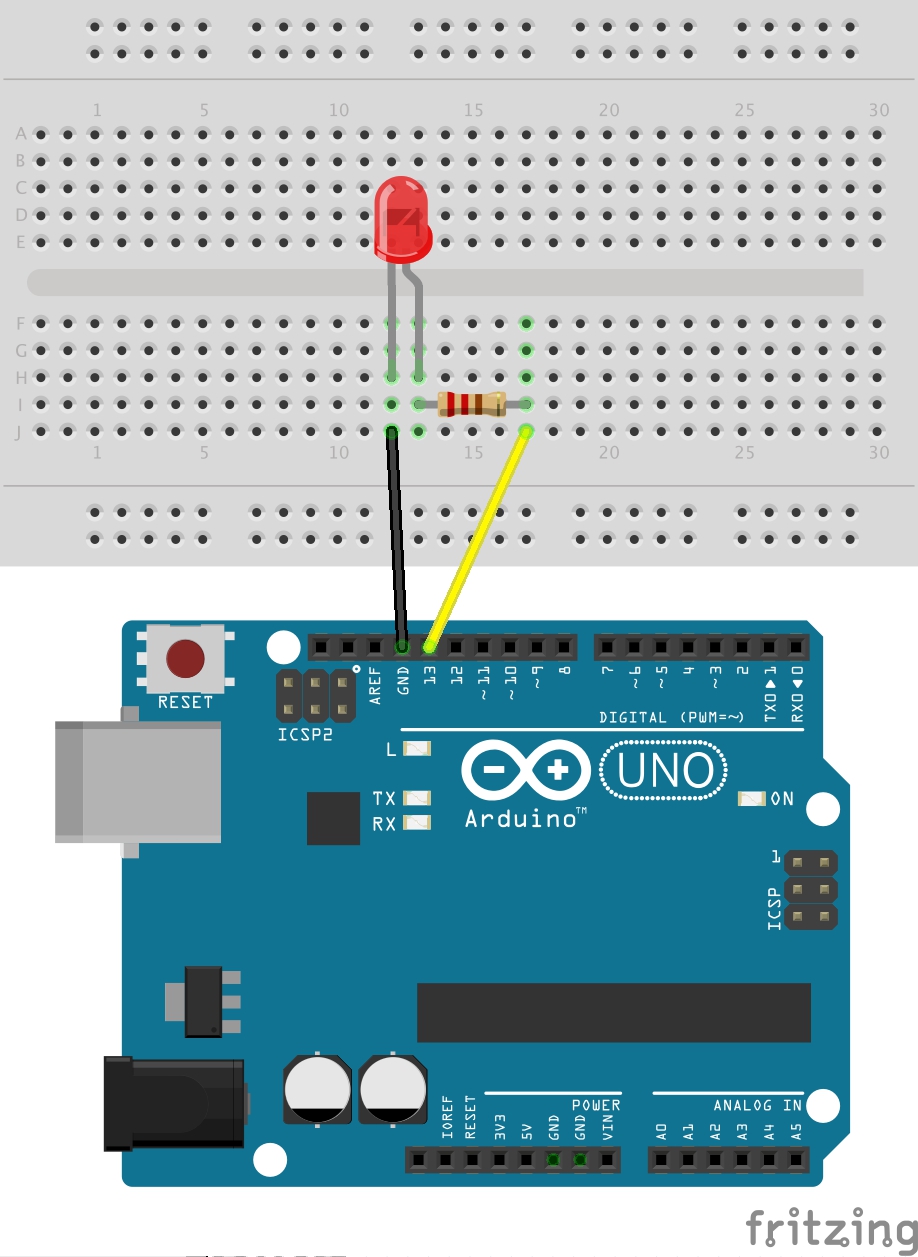 1 5 10 15 20 25 30
A
B
C
D
E
F
G
H
I
J
1 5 10 15 20 25 30
RESET
ICSP2
AREF
GND
13
12
~11
~10
~9
8
7
~6
~5
4
~3
2
TX0▶1
RX0◀0
DIGITAL (PWM=~)
L
TX
RX
Arduino™
UNO
ON
1
ICSP
IOREF
RESET
3V3
5V
GND
GND
VIN
POWER
A0
A1
A2
A3
A4
A5
ANALOG IN
fritzing